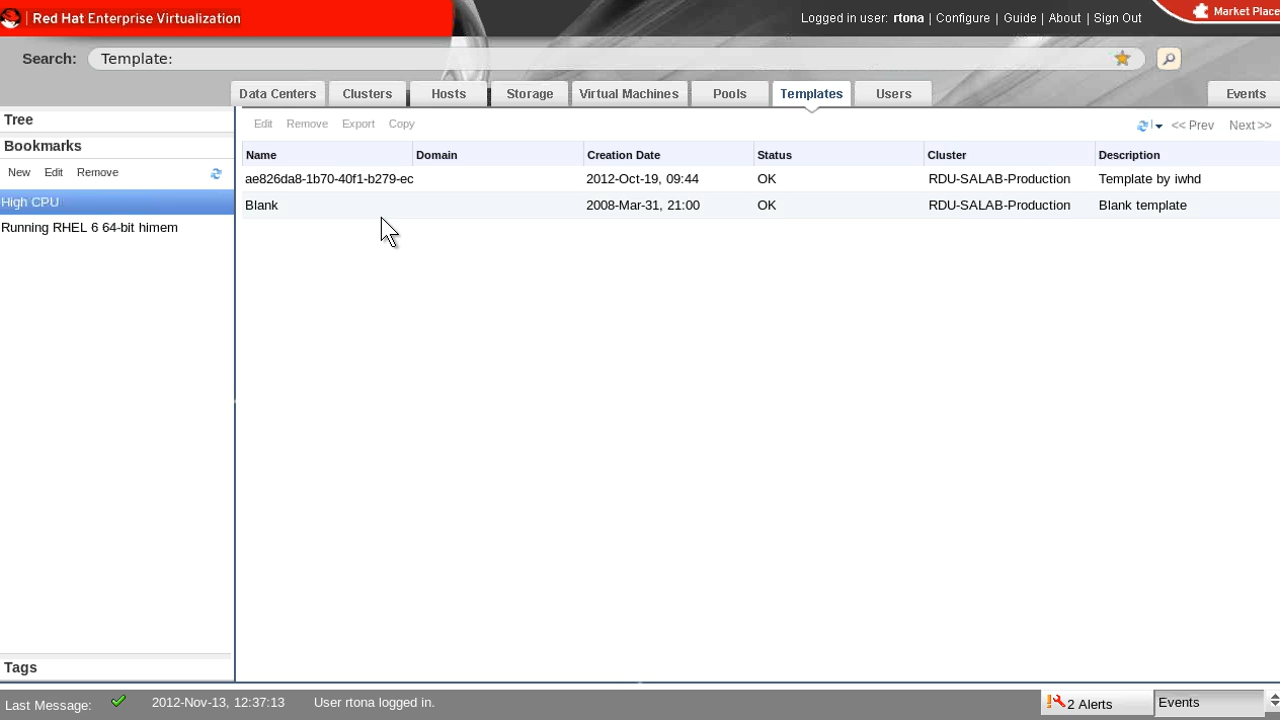 Red Hat Enterprise Virtualization
Logged in user: rtona | Configure | Guide | About | Sign Out
Market Place
Search: Template:
Data Centers Clusters Hosts Storage Virtual Machines Pools Templates Users Events
Tree
Bookmarks
New Edit Remove
High CPU
Running RHEL 6 64-bit himem
Tags
Edit Remove Export Copy << Prev Next >>
Name Domain Creation Date Status Cluster Description
ae826da8-1b70-40f1-b279-ec 2012-Oct-19, 09:44 OK RDU-SALAB-Production Template by iwhd
Blank 2008-Mar-31, 21:00 OK RDU-SALAB-Production Blank template
Last Message: 2012-Nov-13, 12:37:13 User rtona logged in. 2 Alerts Events